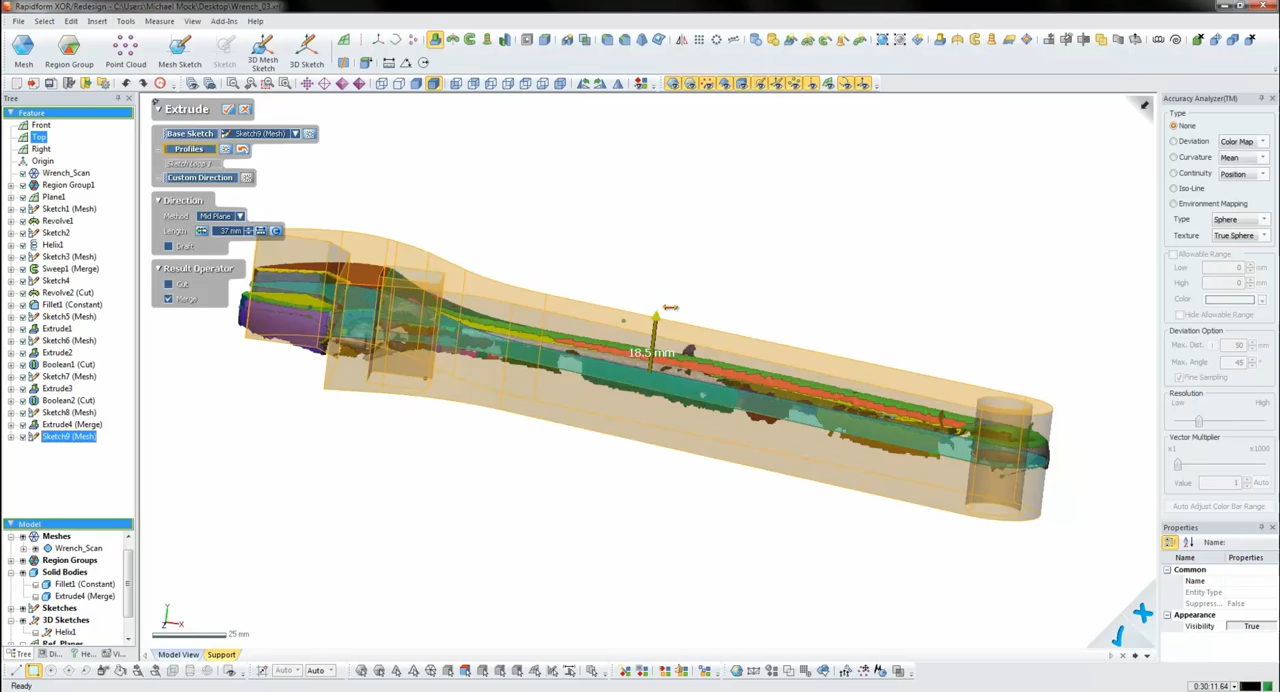 Rapidform XOR/Redesign - C:\Users\Michael Mock\Desktop\Wrench_03.xrl
File Select Edit Insert Tools Measure View Add-Ins Help
Mesh Region Group Point Cloud Mesh Sketch Sketch 3D Mesh Sketch 3D Sketch
Tree
Feature
Front
Top
Right
Origin
Wrench_Scan
Region Group1
Plane1
Sketch1 (Mesh)
Revolve1
Sketch2
Helix1
Sketch3 (Mesh)
Sweep1 (Merge)
Sketch4
Revolve2 (Cut)
Fillet1 (Constant)
Sketch5 (Mesh)
Extrude1
Sketch6 (Mesh)
Extrude2
Boolean1 (Cut)
Sketch7 (Mesh)
Extrude3
Boolean2 (Cut)
Sketch8 (Mesh)
Extrude4 (Merge)
Sketch9 (Mesh)
Model
Meshes
Wrench_Scan
Region Groups
Solid Bodies
Fillet1 (Constant)
Extrude4 (Merge)
Sketches
3D Sketches
Helix1
Ref. Planes
Tree Di... He... Vi...
Extrude
Base Sketch Sketch9 (Mesh)
Profiles
Sketch Loop 1
Custom Direction
Direction
Method Mid Plane
Length 37 mm
Draft
Result Operator
Cut
Merge
18.5 mm
Y
Z X
25 mm
Model View Support
Auto Auto
Ready
0:30:11.64
Accuracy Analyzer(TM)
Type
None
Deviation Color Map
Curvature Mean
Continuity Position
Iso-Line
Environment Mapping
Type Sphere
Texture True Sphere
Allowable Range
Low 0 mm
High 0 mm
Color
Hide Allowable Range
Deviation Option
Max. Dist. 50 mm
Max. Angle 45 °
Fine Sampling
Resolution
Low High
Vector Multiplier
x1 x1000
Value 1 Auto
Auto Adjust Color Bar Range
Properties
Name:
Name Properties
Common
Name
Entity Type
Suppress... False
Appearance
Visibility True